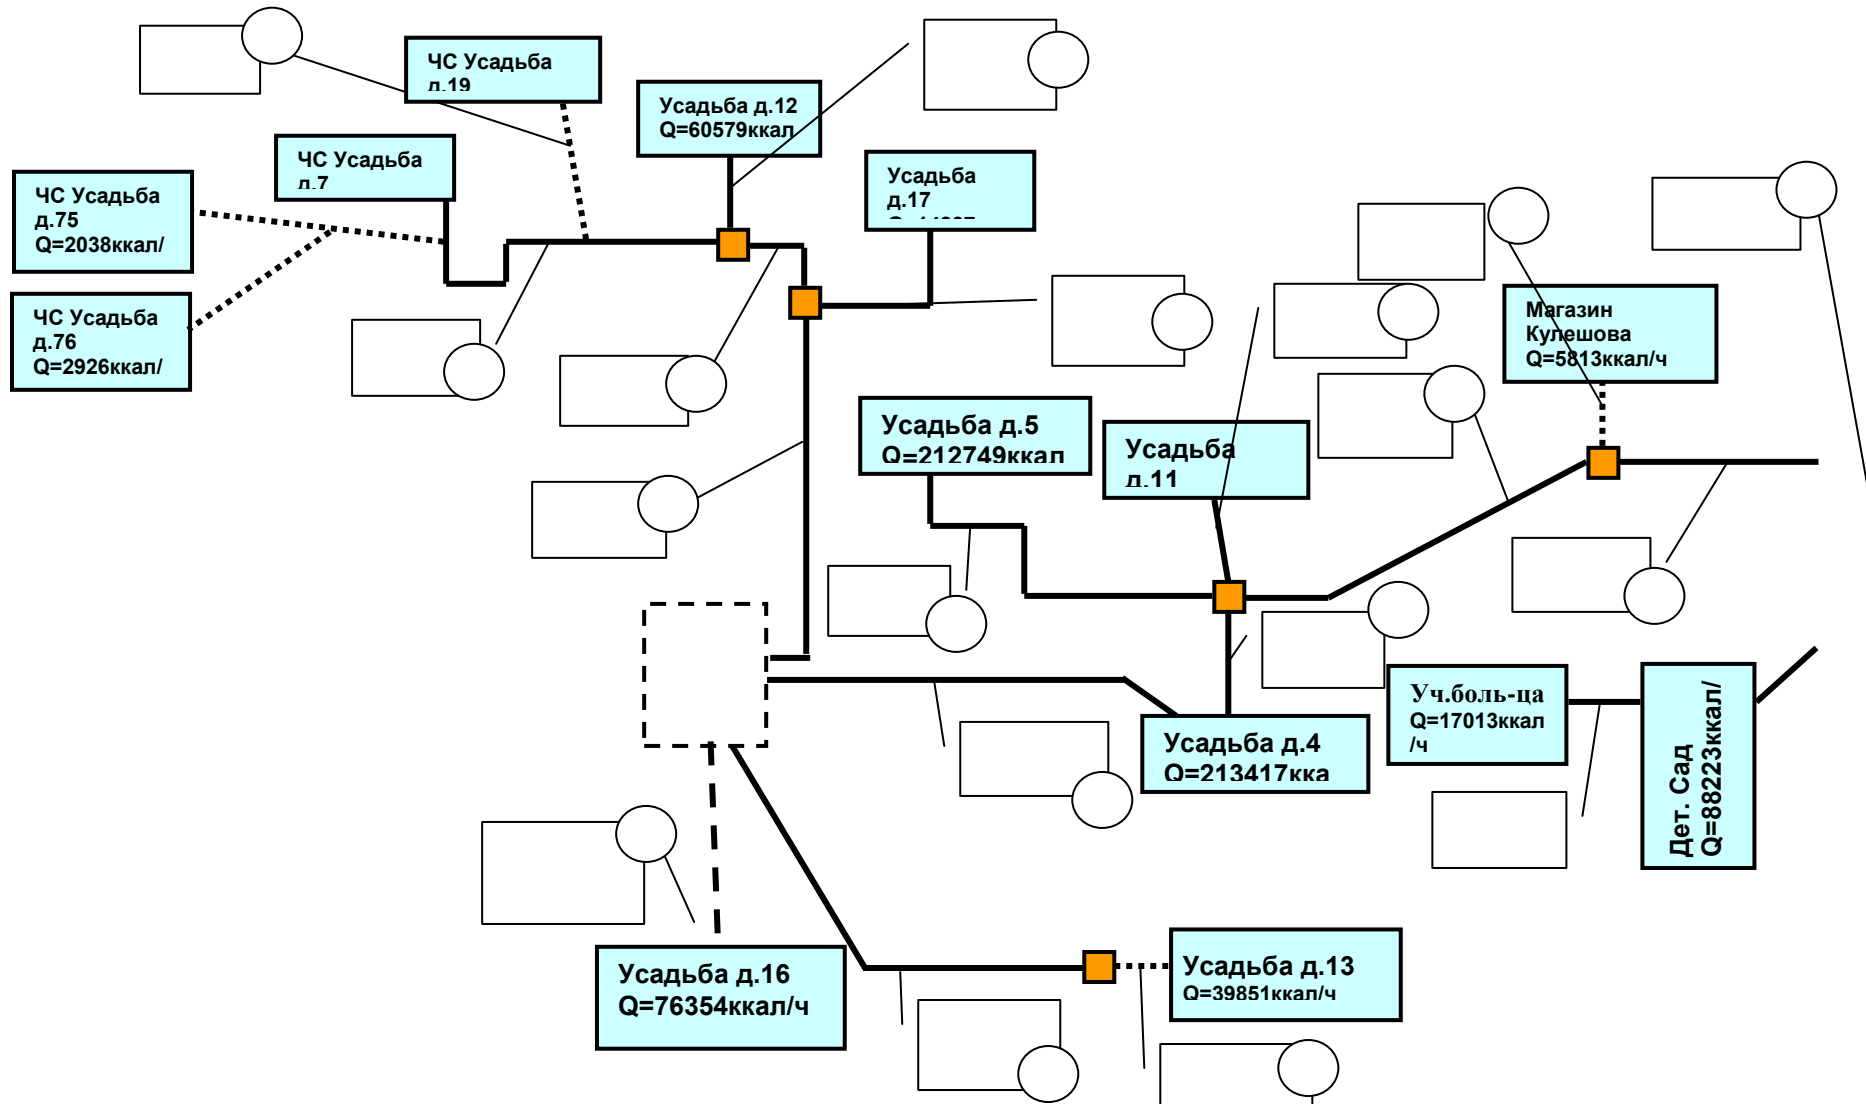 ЧС Усадьба
д.19
Усадьба д.12
Q=60579ккал
ЧС Усадьба
д.7
Усадьба
д.17
ЧС Усадьба
д.75
Q=2038ккал/
ЧС Усадьба
д.76
Q=2926ккал/
Магазин
Кулешова
Q=5813ккал/ч
Усадьба д.5
Q=212749ккал
Усадьба
д.11
Уч.боль-ца
Q=17013ккал
/ч
Дет. Сад
Q=88223ккал/
Усадьба д.4
Q=213417кка
Усадьба д.16
Q=76354ккал/ч
Усадьба д.13
Q=39851ккал/ч